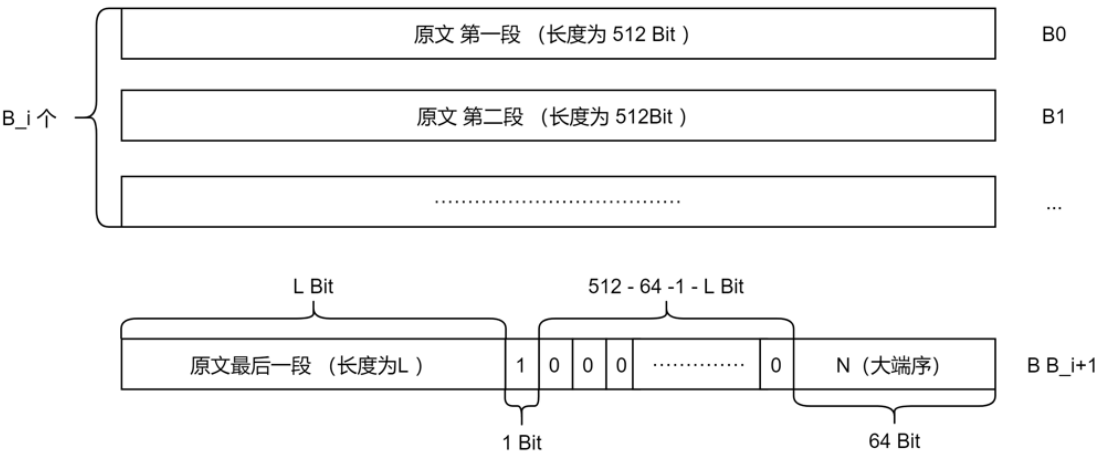 原文 第一段 （长度为 512 Bit ） B0
B_i 个
原文 第二段 （长度为 512Bit ） B1
………………………………… ...
L Bit 512 - 64 -1 - L Bit
原文最后一段 （长度为L ） 1 0 0 0 …………… 0 N（大端序） B B_i+1
1 Bit 64 Bit